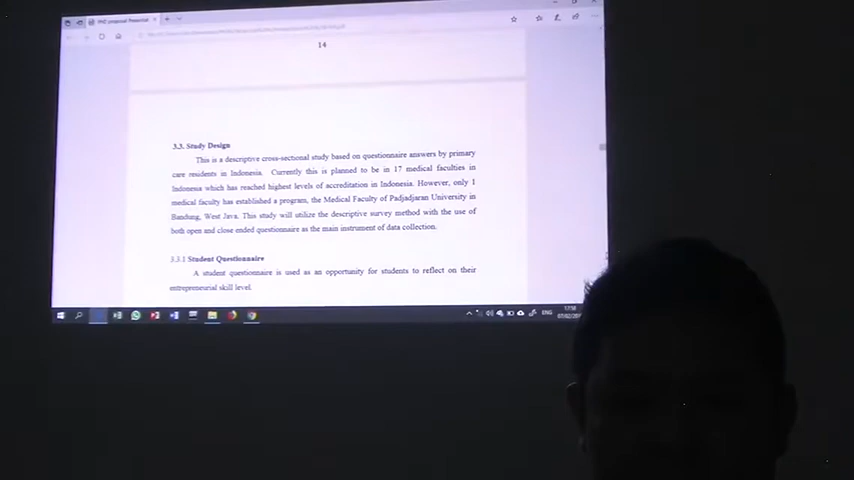 PhD proposal
14
3.3. Study Design
This is a descriptive cross-sectional study based on questionnaire answers by primary
care residents in Indonesia. Currently this is planned to be in 17 medical faculties in
Indonesia which has reached highest levels of accreditation in Indonesia. However, only 1
medical faculty has established a program, the Medical Faculty of Padjadjaran University in
Bandung, West Java. This study will utilize the descriptive survey method with the use of
both open and close ended questionnaire as the main instrument of data collection.
3.3.1 Student Questionnaire
A student questionnaire is used as an opportunity for students to reflect on their
entrepreneurial skill level.
ENG